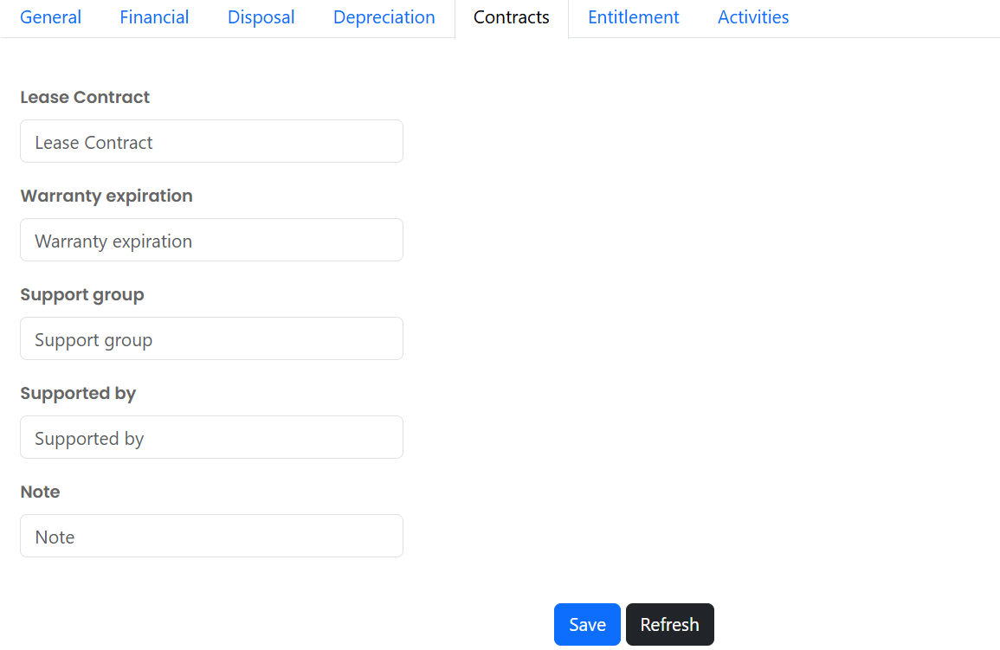 General Financial Disposal Depreciation Contracts Entitlement Activities
Lease Contract
Lease Contract
Warranty expiration
Warranty expiration
Support group
Support group
Supported by
Supported by
Note
Note
Save Refresh